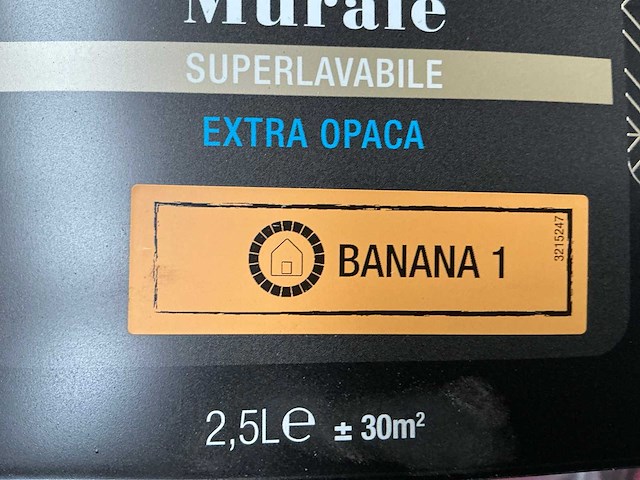 Murale
SUPERLAVABILE
EXTRA OPACA
BANANA 1
3215247
2,5L℮ ± 30m²